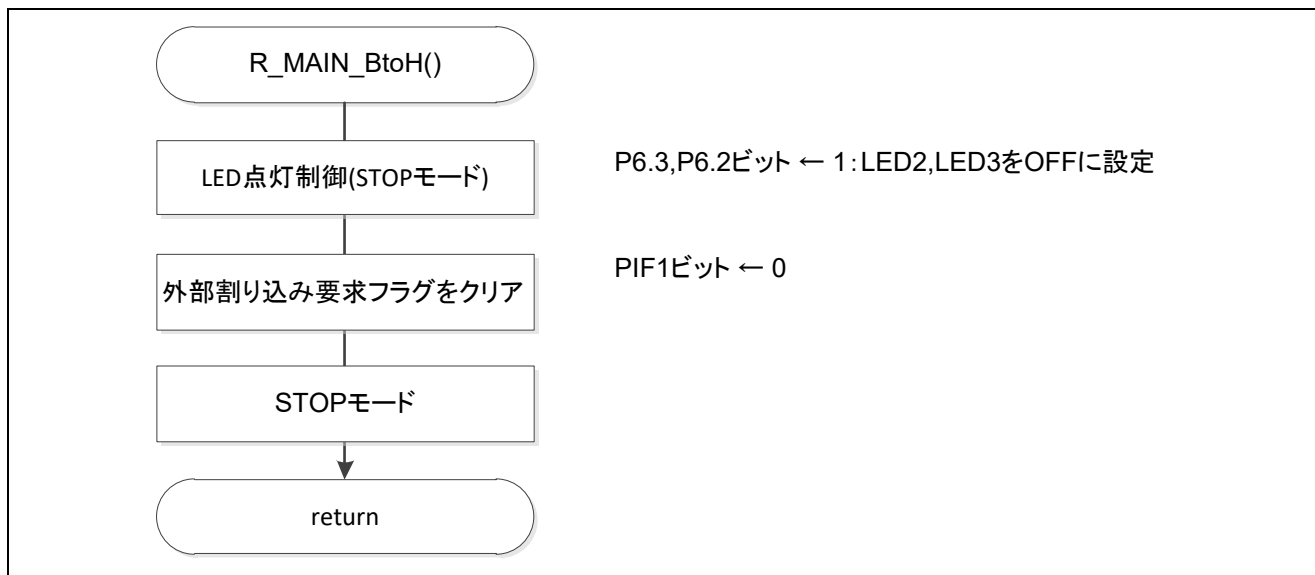 R_MAIN_BtoH()
LED点灯制御(STOPモード)
P6.3,P6.2ビット ← 1:LED2,LED3をOFFに設定
外部割り込み要求フラグをクリア
PIF1ビット ← 0
STOPモード
return